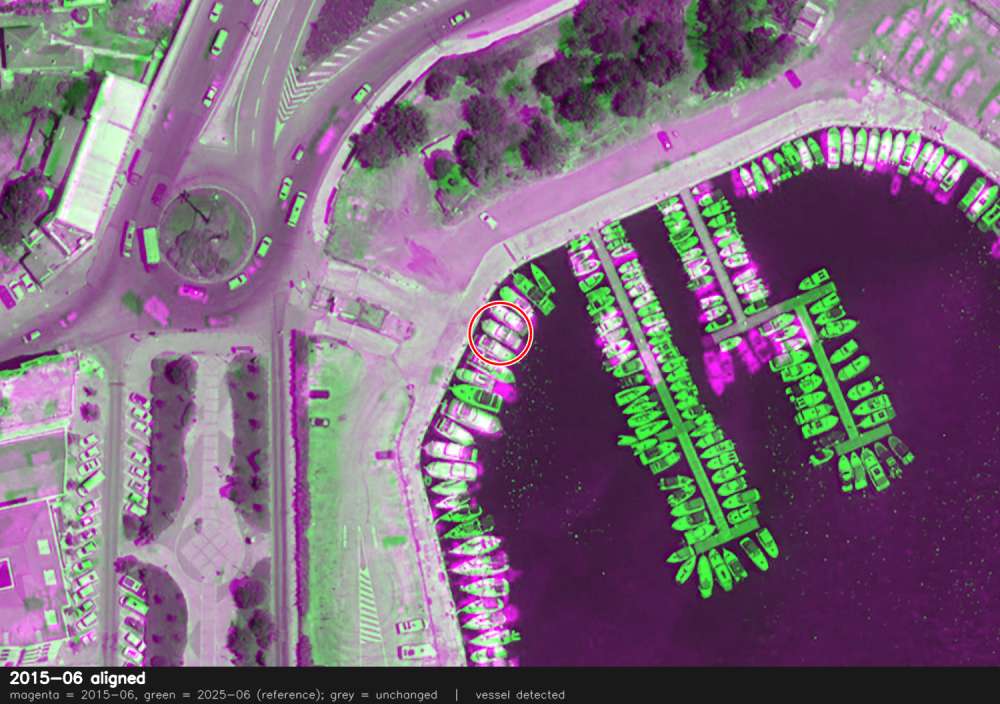 2015-06 aligned
magenta = 2015-06, green = 2025-06 (reference); grey = unchanged | vessel detected